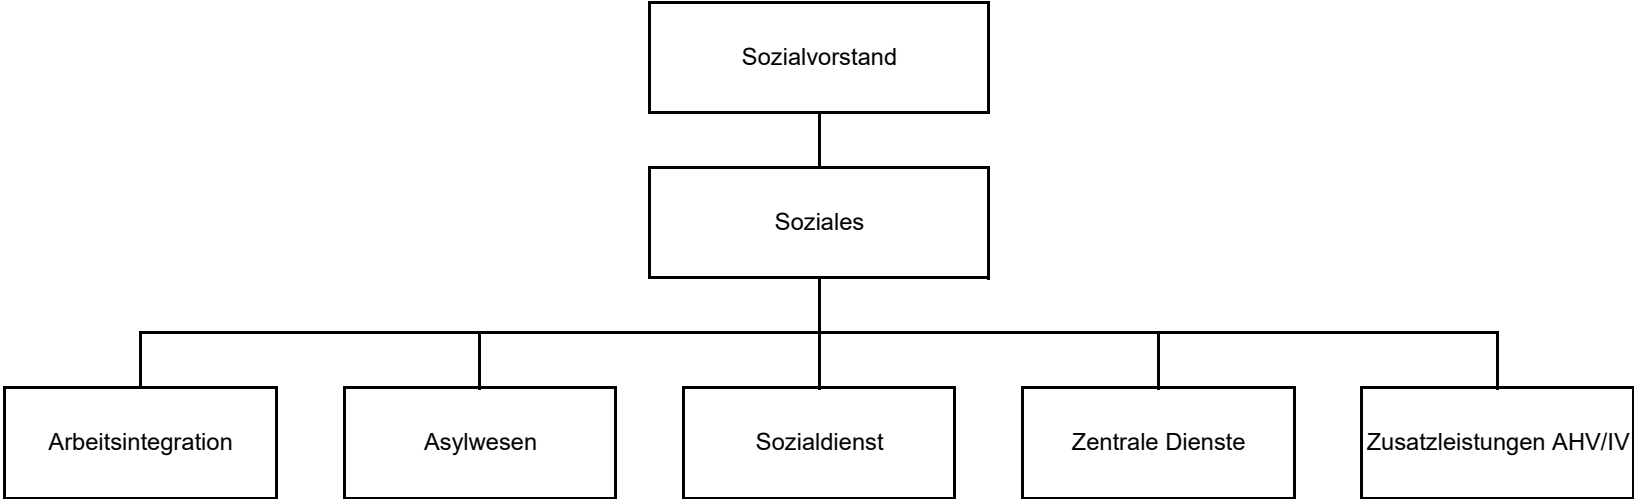 Sozialvorstand
Soziales
Arbeitsintegration
Asylwesen
Sozialdienst
Zentrale Dienste
Zusatzleistungen AHV/IV